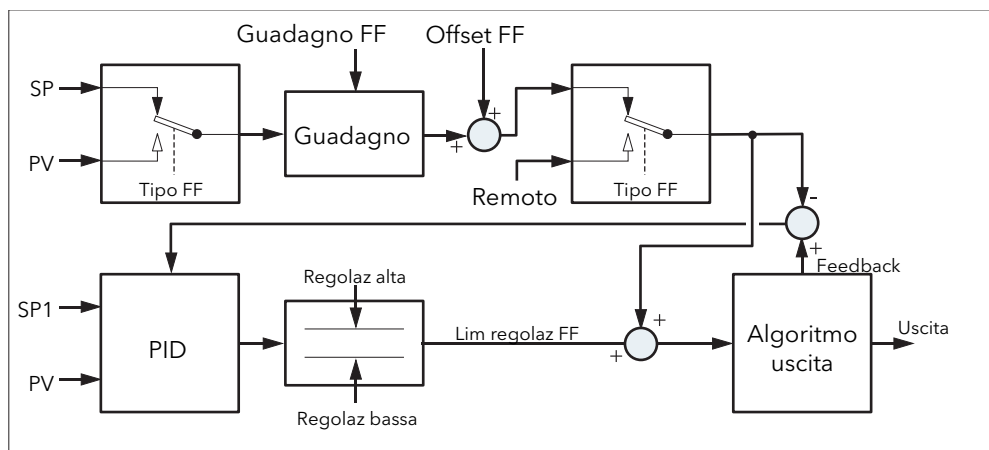 Guadagno FF
Offset FF
SP
PV
Tipo FF
Guadagno
+
+
Remoto
Tipo FF
-
+
Feedback
SP1
PV
PID
Regolaz alta
Regolaz bassa
Lim regolaz FF
+
+
Algoritmo
uscita
Uscita